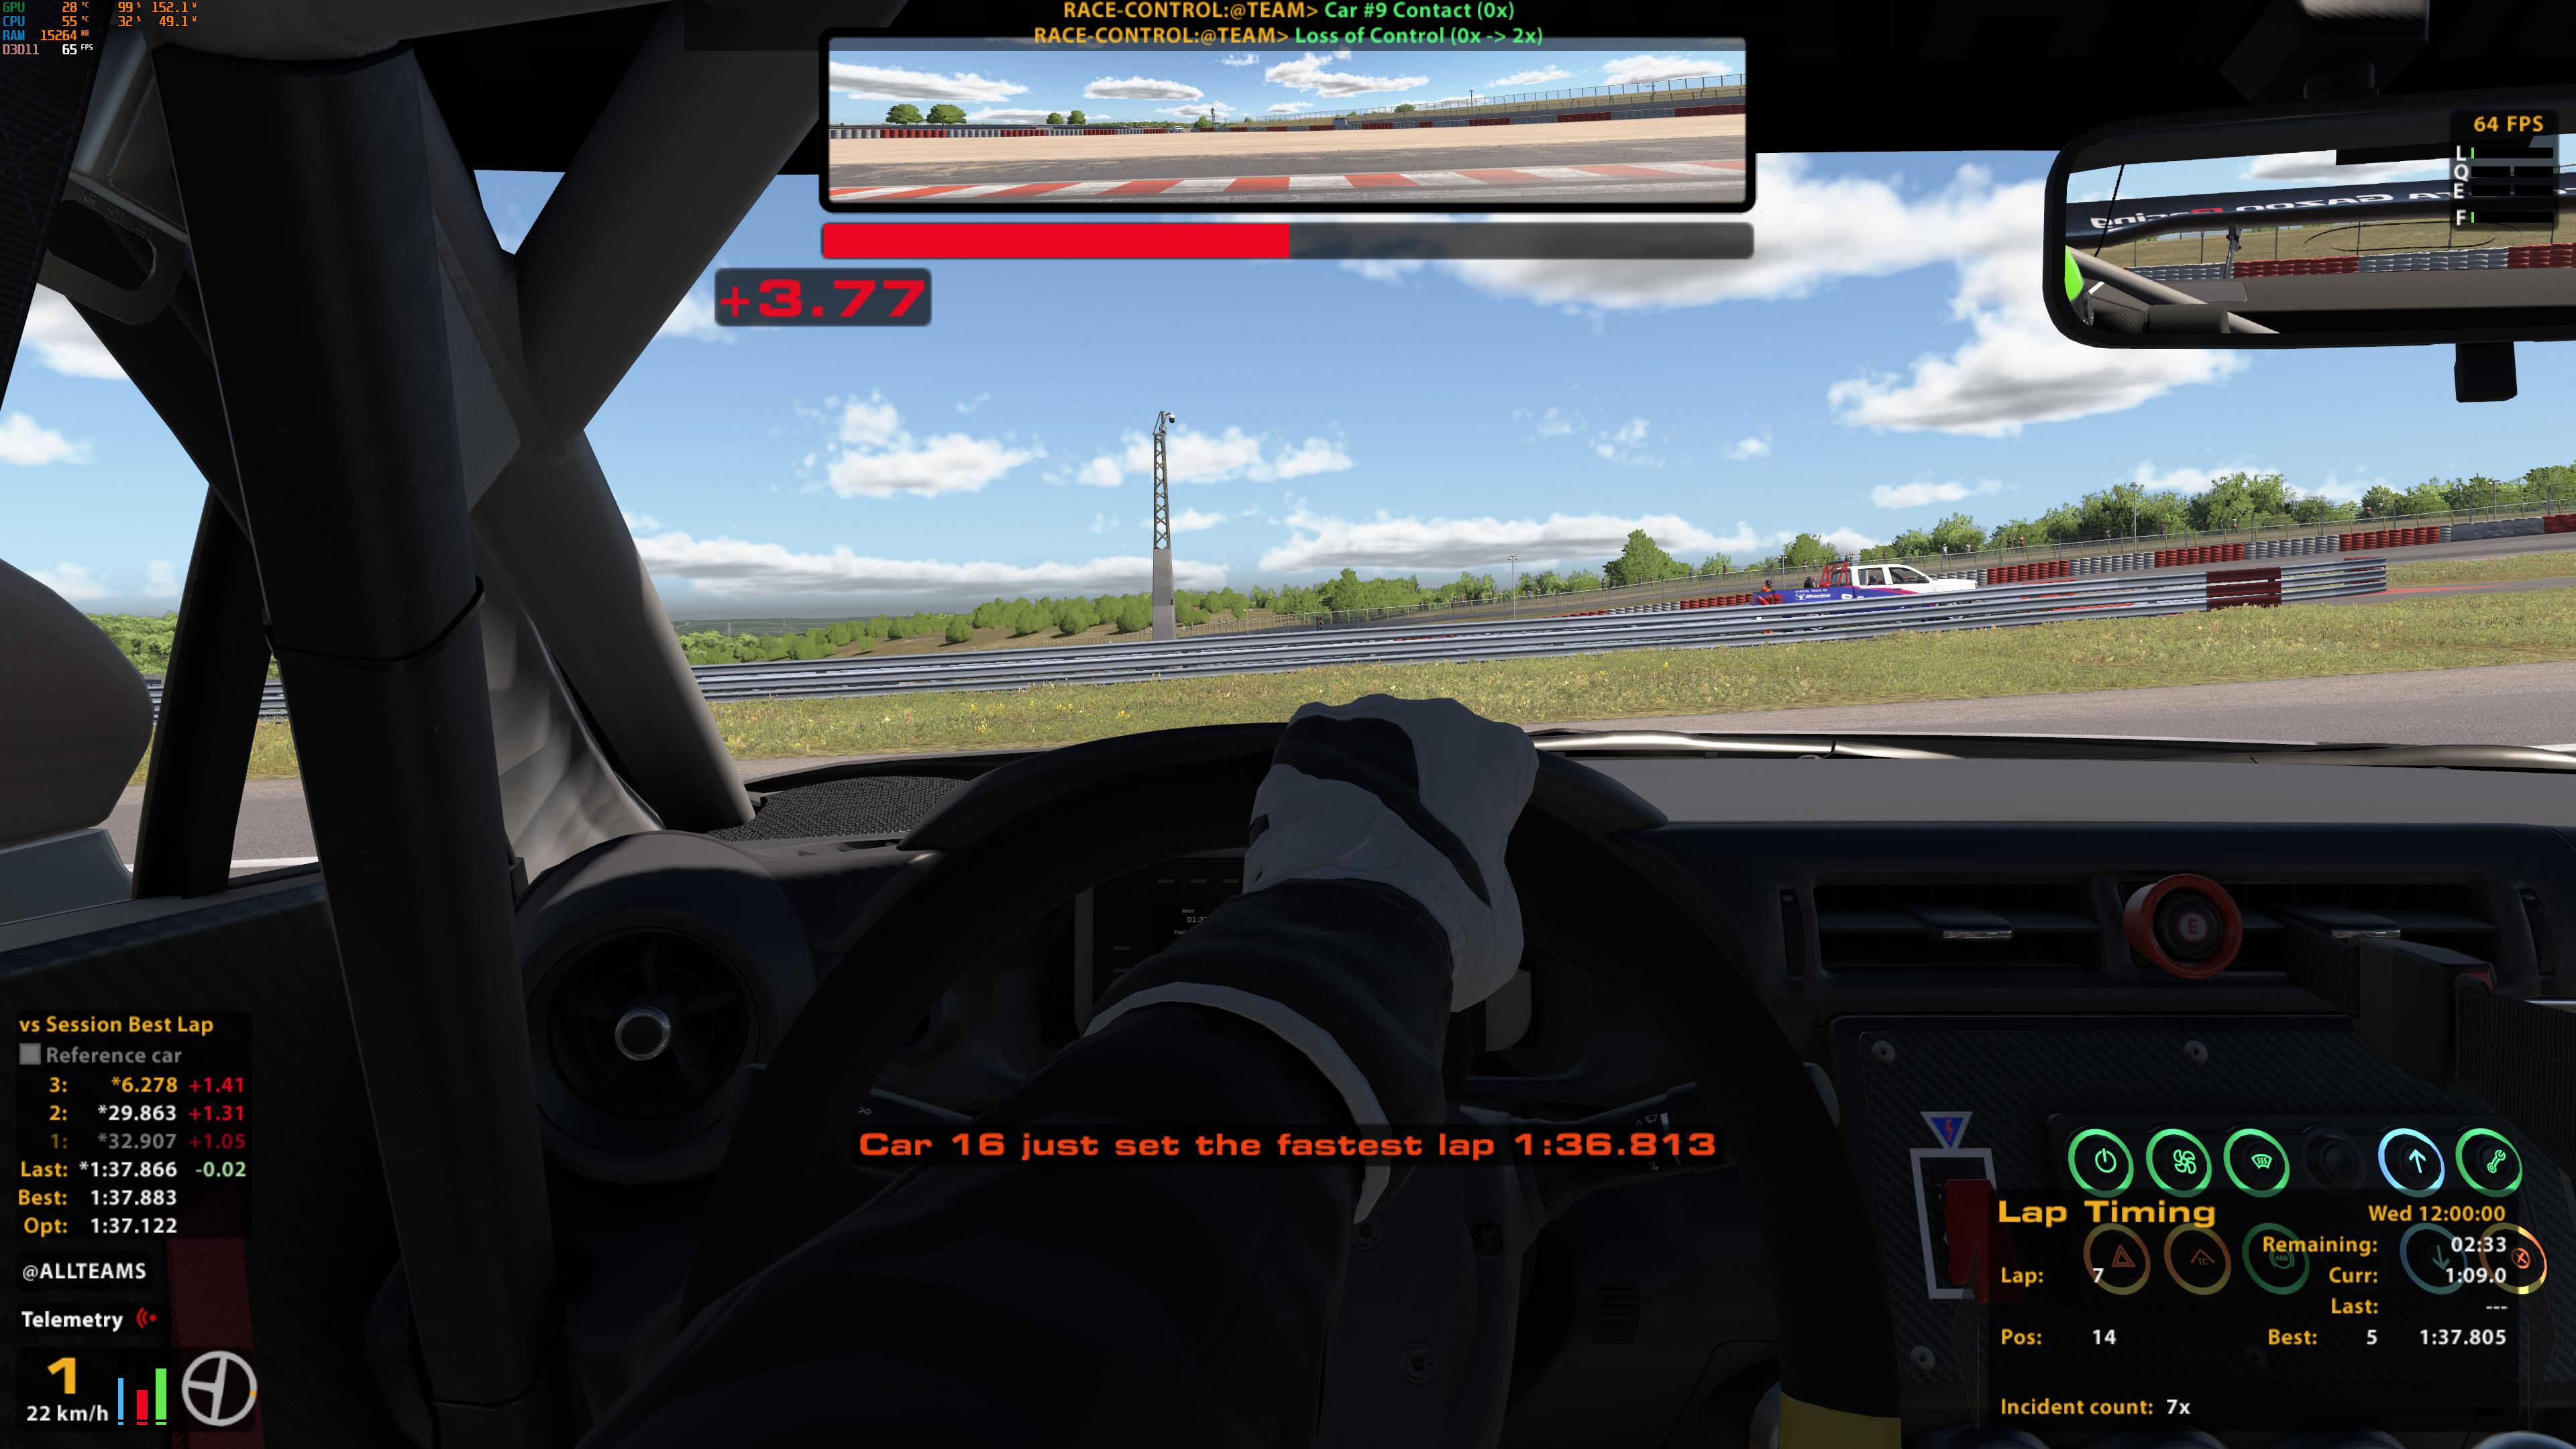 GPU 28 °C 99 % 152.1 W
CPU 55 °C 32 % 49.1 W
RAM 15264 MB
D3D11 65 FPS
RACE-CONTROL:@TEAM> Car #9 Contact (0x)
RACE-CONTROL:@TEAM> Loss of Control (0x -> 2x)
64 FPS
L
Q
E
F
+3.77
iRacing
E
vs Session Best Lap
Reference car
3: *6.278 +1.41
2: *29.863 +1.31
1: *32.907 +1.05
Last: *1:37.866 -0.02
Best: 1:37.883
Opt: 1:37.122
@ALLTEAMS
Telemetry
1
22 km/h
Best
Car 16 just set the fastest lap 1:36.813
Lap Timing Wed 12:00:00
Remaining: 02:33
Lap: 7 Curr: 1:09.0
Last: ---
Pos: 14 Best: 5 1:37.805
Incident count: 7x